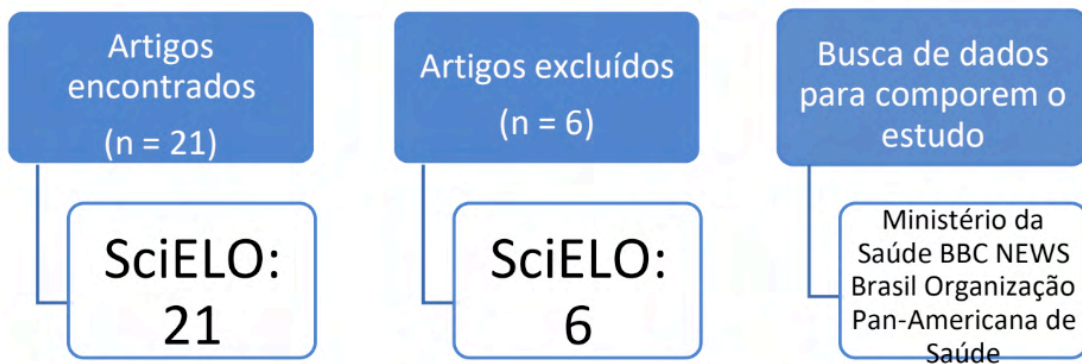 Artigos
encontrados
(n = 21)
SciELO:
21
Artigos excluídos
(n = 6)
SciELO:
6
Busca de dados
para comporem o
estudo
Ministério da
Saúde BBC NEWS
Brasil Organização
Pan-Americana de
Saúde